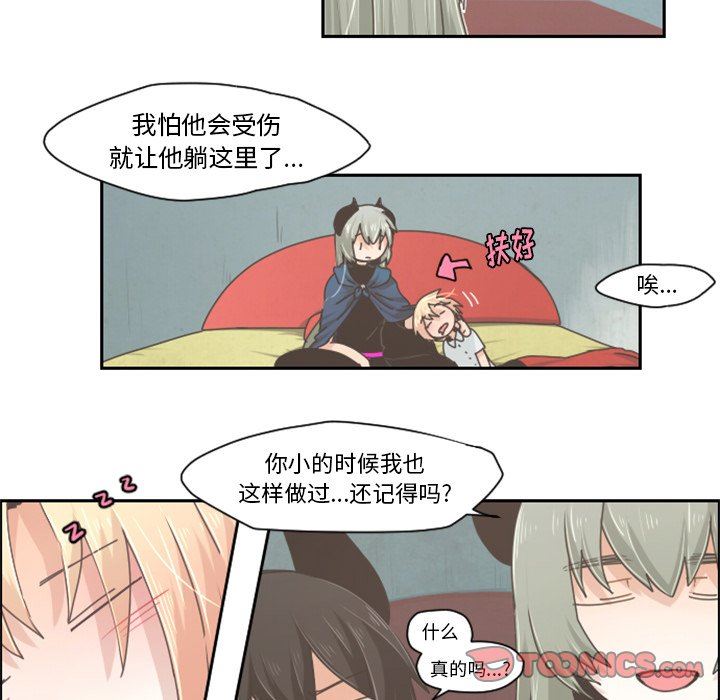 我怕他会受伤
就让他躺这里了...
扶好
唉...
你小的时候我也
这样做过...还记得吗?
z
z
z
什么
真的吗...?
TOOMICS.COM